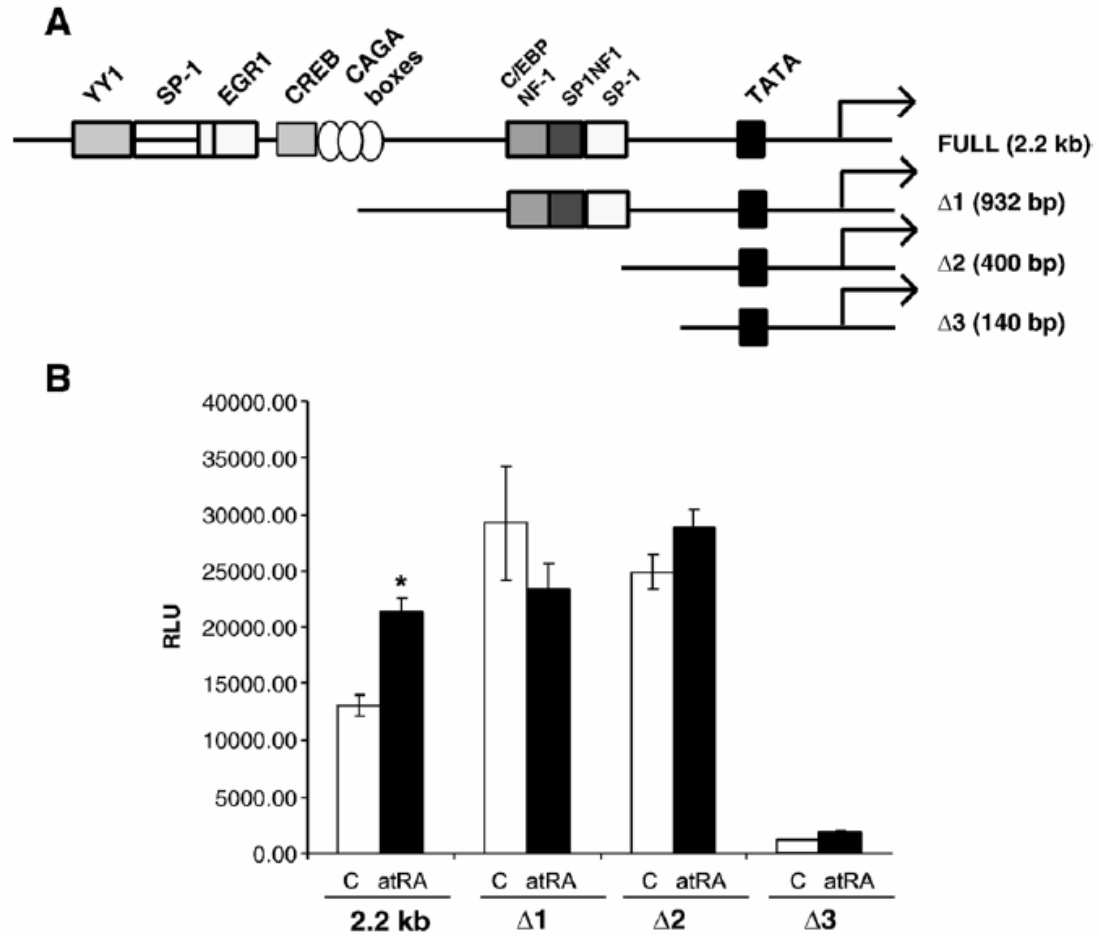 A
YY1
SP-1
EGR1
CREB
CAGA
boxes
C/EBP
NF-1
SP1NF1
SP-1
TATA
FULL (2.2 kb)
Δ1 (932 bp)
Δ2 (400 bp)
Δ3 (140 bp)
B
40000.00
35000.00
30000.00
25000.00
20000.00
15000.00
10000.00
5000.00
0.00
RLU
*
C atRA C atRA C atRA C atRA
2.2 kb Δ1 Δ2 Δ3